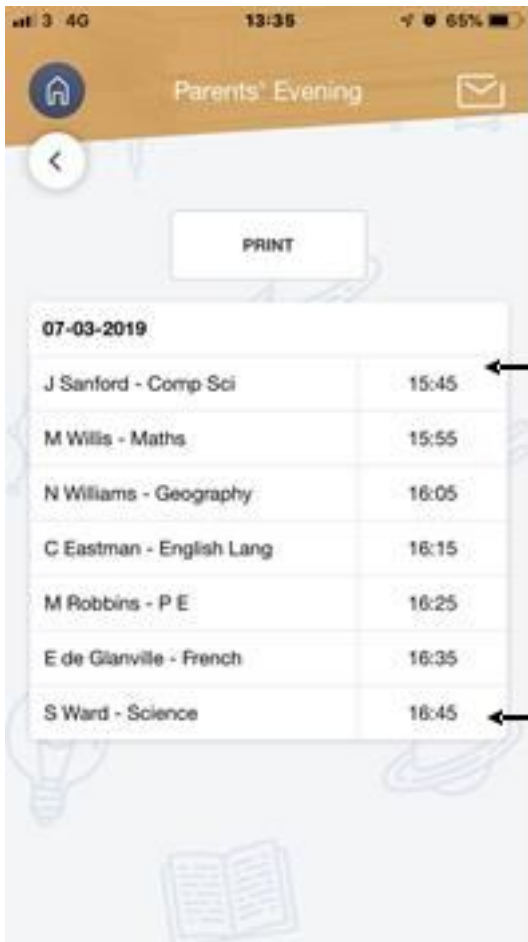 3 4G 13:35 65%
Parents' Evening
PRINT
07-03-2019
J Sanford - Comp Sci 15:45
M Willis - Maths 15:55
N Williams - Geography 16:05
C Eastman - English Lang 16:15
M Robbins - P E 16:25
E de Glanville - French 16:35
S Ward - Science 16:45